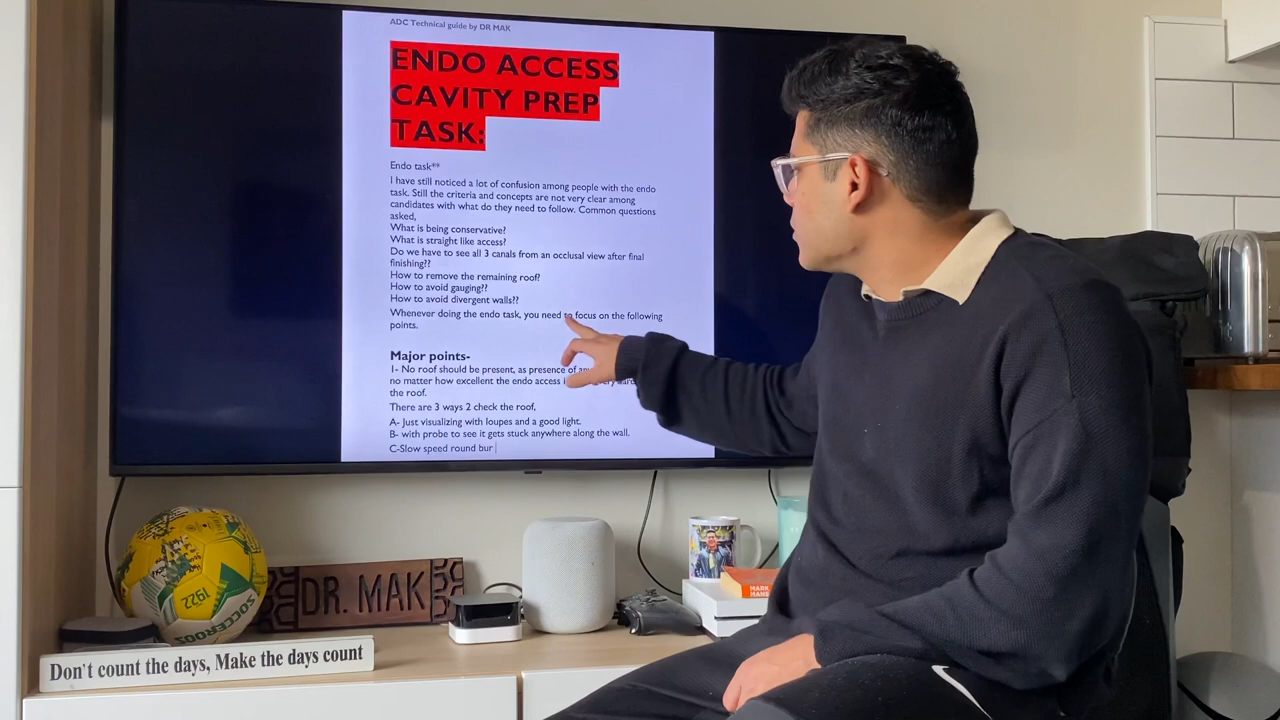 ADC Technical guide by DR MAK
ENDO ACCESS
CAVITY PREP
TASK:
Endo task**
I have still noticed a lot of confusion among people with the endo
task. Still the criteria and concepts are not very clear among
candidates with what do they need to follow. Common questions
asked,
What is being conservative?
What is straight like access?
Do we have to see all 3 canals from an occlusal view after final
finishing??
How to remove the remaining roof?
How to avoid gauging??
How to avoid divergent walls??
Whenever doing the endo task, you need to focus on the following
points.
Major points-
1- No roof should be present, as presence of
no matter how excellent the endo access
the roof.
There are 3 ways 2 check the roof,
A- Just visualizing with loupes and a good light.
B- with probe to see it gets stuck anywhere along the wall.
C-Slow speed round bur
1922
SOCCEROOS
DR. MAK
MARK
MANS
Don't count the days, Make the days count